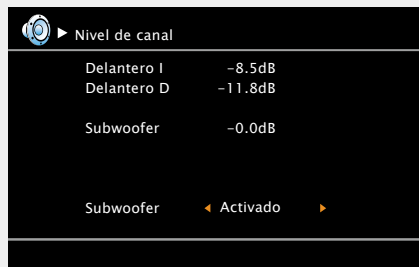 Nivel de canal
Delantero I -8.5dB
Delantero D -11.8dB
Subwoofer -0.0dB
Subwoofer Activado